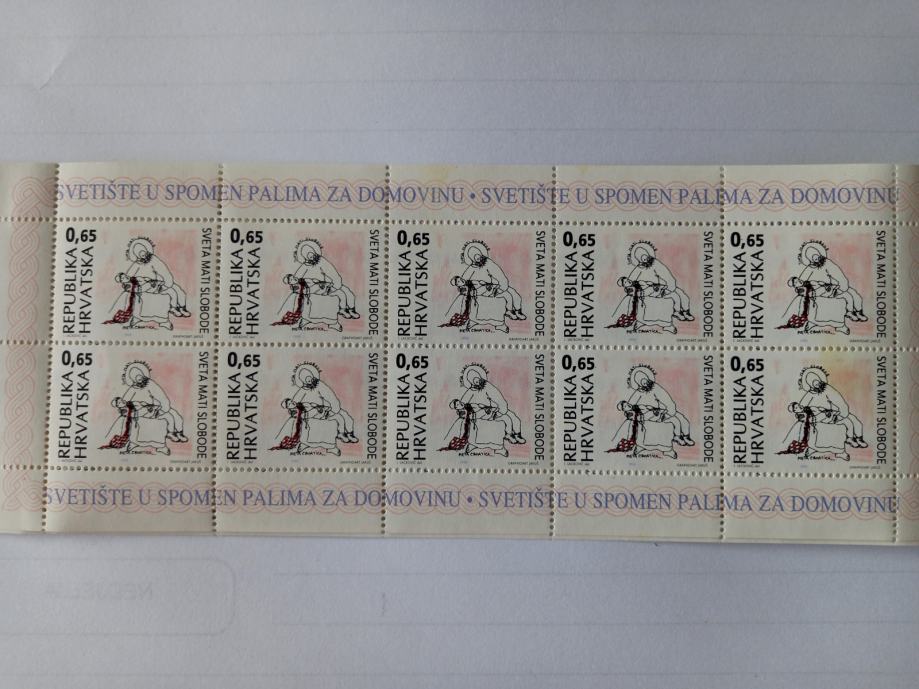 SVETIŠTE U SPOMEN PALIMA ZA DOMOVINU • SVETIŠTE U SPOMEN PALIMA ZA DOMOVINU
0,65 REPUBLIKA HRVATSKA SVETA MATI SLOBODE
0,65 REPUBLIKA HRVATSKA SVETA MATI SLOBODE
0,65 REPUBLIKA HRVATSKA SVETA MATI SLOBODE
0,65 REPUBLIKA HRVATSKA SVETA MATI SLOBODE
0,65 REPUBLIKA HRVATSKA SVETA MATI SLOBODE
0,65 REPUBLIKA HRVATSKA SVETA MATI SLOBODE
0,65 REPUBLIKA HRVATSKA SVETA MATI SLOBODE
0,65 REPUBLIKA HRVATSKA SVETA MATI SLOBODE
0,65 REPUBLIKA HRVATSKA SVETA MATI SLOBODE
0,65 REPUBLIKA HRVATSKA SVETA MATI SLOBODE
SVETIŠTE U SPOMEN PALIMA ZA DOMOVINU • SVETIŠTE U SPOMEN PALIMA ZA DOMOVINU
NEDJELJA